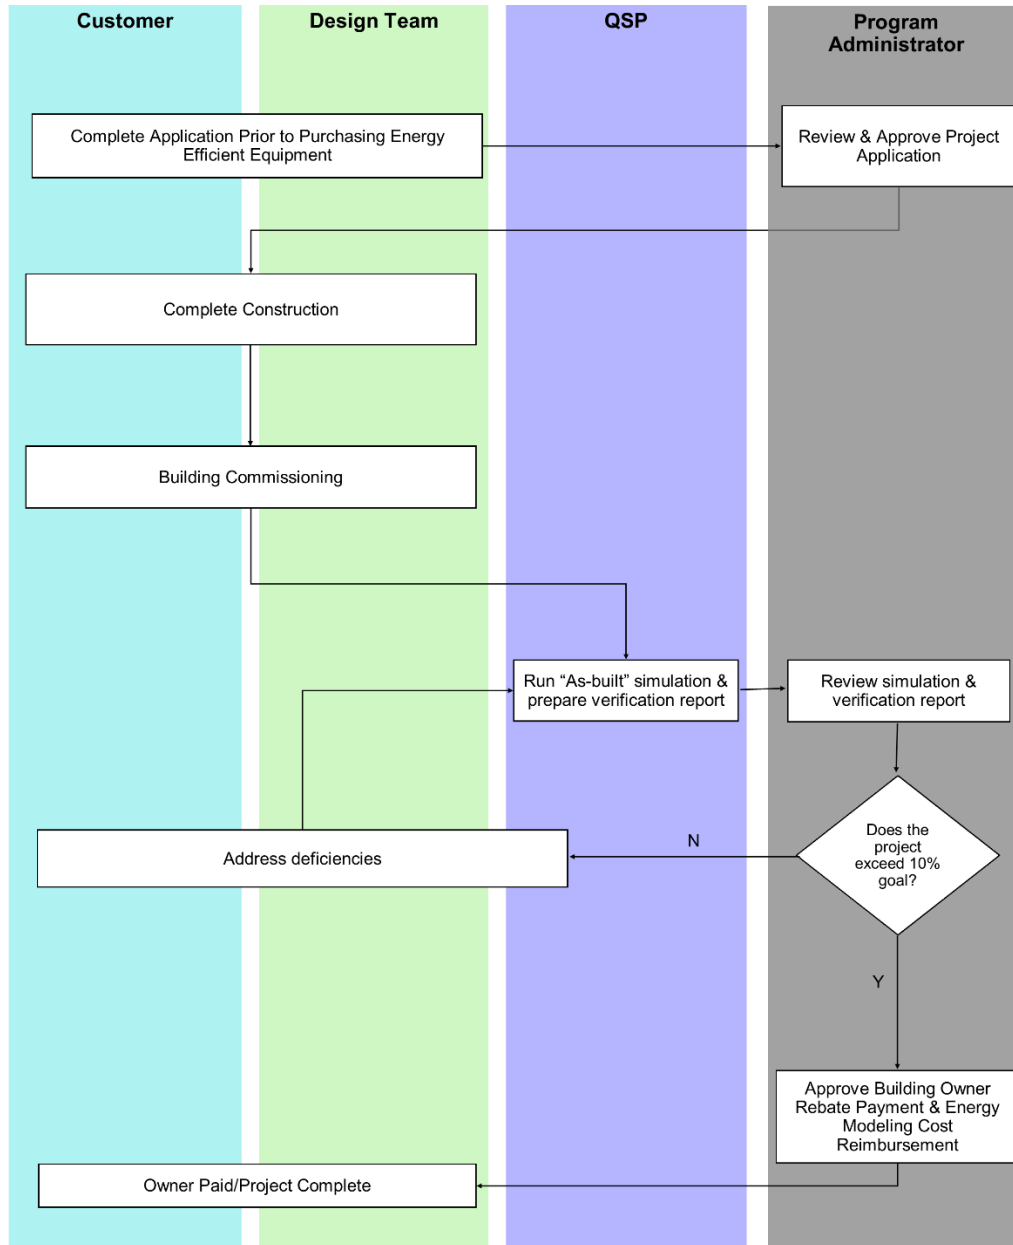 Customer
Design Team
QSP
Program
Administrator
Complete Application Prior to Purchasing Energy
Efficient Equipment
Review & Approve Project
Application
Complete Construction
Building Commissioning
Run “As-built” simulation &
prepare verification report
Review simulation &
verification report
Does the
project
exceed 10%
goal?
N
Address deficiencies
Y
Approve Building Owner
Rebate Payment & Energy
Modeling Cost
Reimbursement
Owner Paid/Project Complete